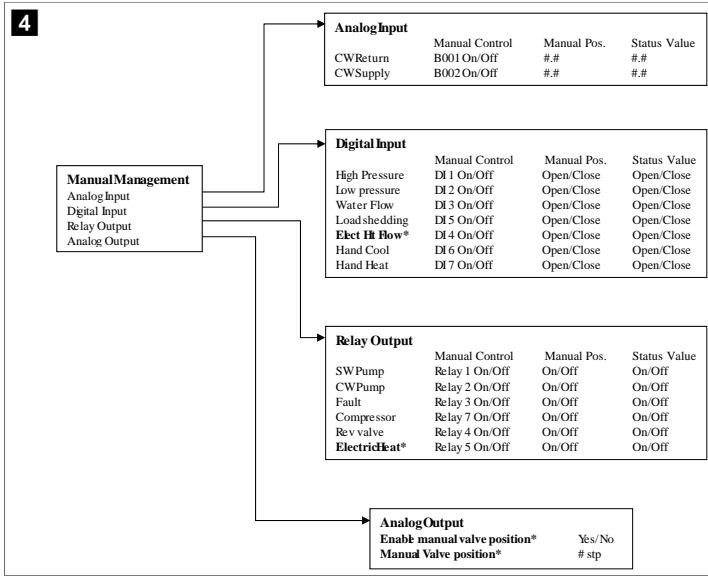 4
Analog Input
Manual Control Manual Pos. Status Value
CW Return B001 On/Off #.# #.#
CW Supply B002 On/Off #.# #.#
Digital Input
Manual Control Manual Pos. Status Value
High Pressure DI 1 On/Off Open/Close Open/Close
Low pressure DI 2 On/Off Open/Close Open/Close
Water Flow DI 3 On/Off Open/Close Open/Close
Load shedding DI 5 On/Off Open/Close Open/Close
Elect Ht Flow* DI 4 On/Off Open/Close Open/Close
Hand Cool DI 6 On/Off Open/Close Open/Close
Hand Heat DI 7 On/Off Open/Close Open/Close
Manual Management
Analog Input
Digital Input
Relay Output
Analog Output
Relay Output
Manual Control Manual Pos. Status Value
SW Pump Relay 1 On/Off On/Off On/Off
CW Pump Relay 2 On/Off On/Off On/Off
Fault Relay 3 On/Off On/Off On/Off
Compressor Relay 7 On/Off On/Off On/Off
Rev valve Relay 4 On/Off On/Off On/Off
Electric Heat* Relay 5 On/Off On/Off On/Off
Analog Output
Enable manual valve position* Yes/No
Manual Valve position* # stp